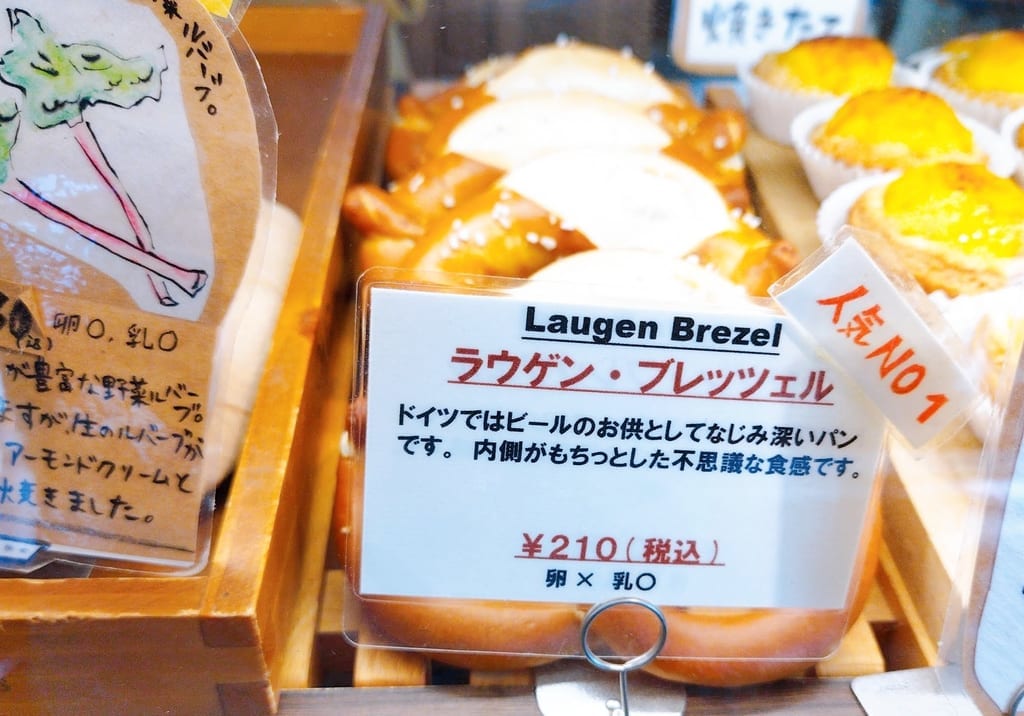 ルバーブ。
卵〇、乳〇
(込)
が豊富な野菜ルバーブ。
ますが、生のルバーブが
アーモンドクリームと
焼きました。
焼きたて
Laugen Brezel
ラウゲン・ブレッツェル
ドイツではビールのお供としてなじみ深いパン
です。 内側がもちっとした不思議な食感です。
￥210(税込)
卵× 乳〇
人気NO1